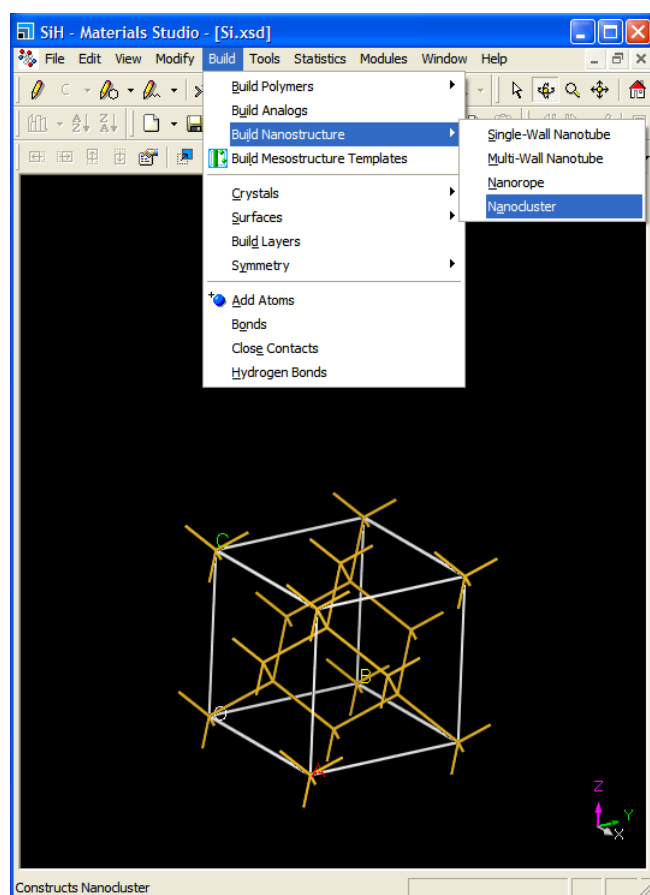 SiH - Materials Studio - [Si.xsd]
File Edit View Modify Build Tools Statistics Modules Window Help
Build Polymers
Build Analogs
Build Nanostructure
Build Mesostructure Templates
Crystals
Surfaces
Build Layers
Symmetry
Add Atoms
Bonds
Close Contacts
Hydrogen Bonds
Single-Wall Nanotube
Multi-Wall Nanotube
Nanorope
Nanocluster
C
B
O
A
Z
Y
X
Constructs Nanocluster